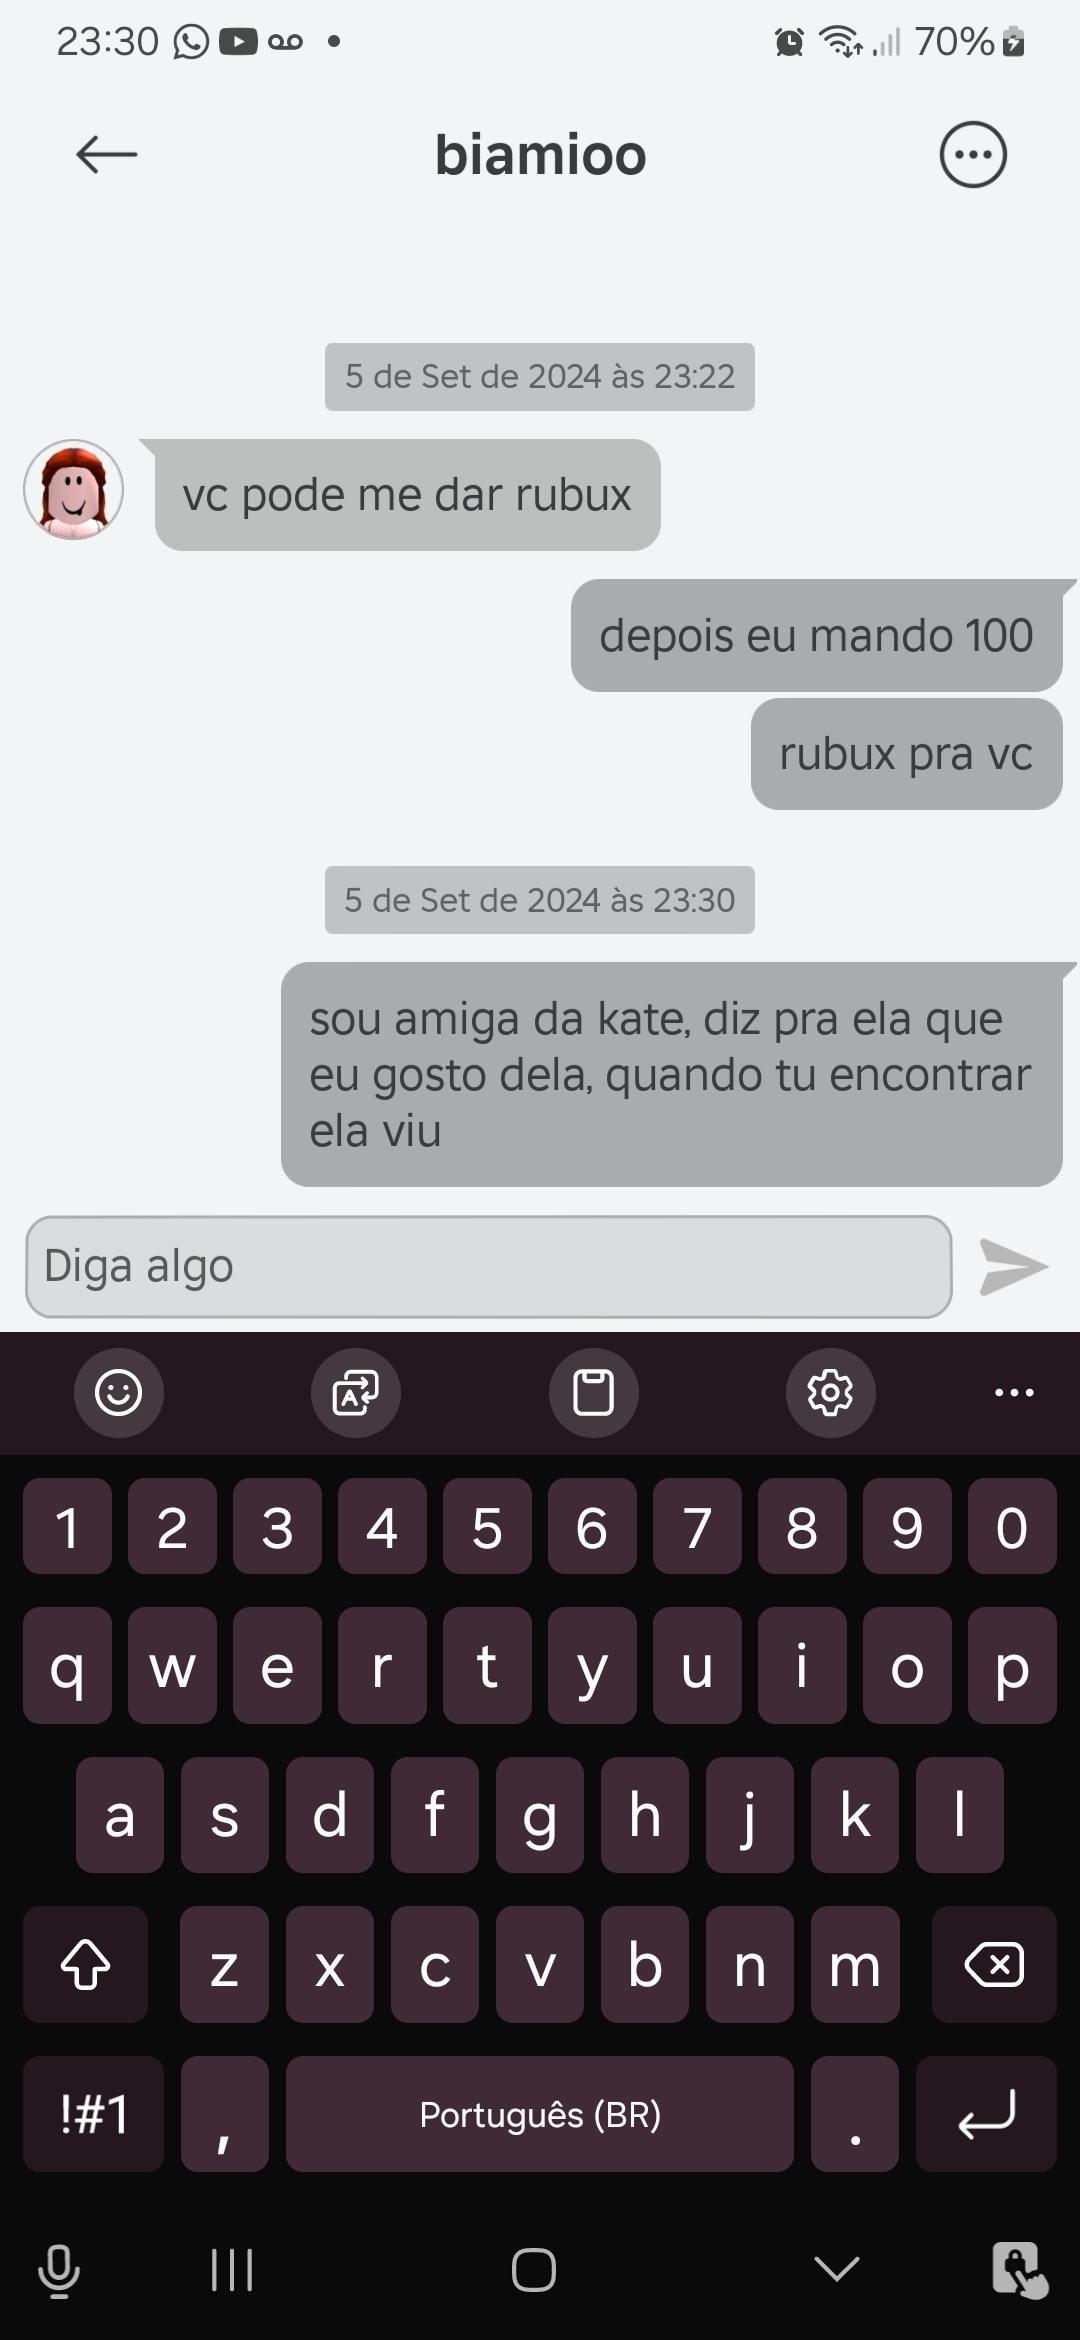 23:30
70%
biamioo
5 de Set de 2024 às 23:22
vc pode me dar rubux
depois eu mando 100
rubux pra vc
5 de Set de 2024 às 23:30
sou amiga da kate, diz pra ela que
eu gosto dela, quando tu encontrar
ela viu
Diga algo
A
1 2 3 4 5 6 7 8 9 0
q w e r t y u i o p
a s d f g h j k l
z x c v b n m
!#1 , Português (BR) .